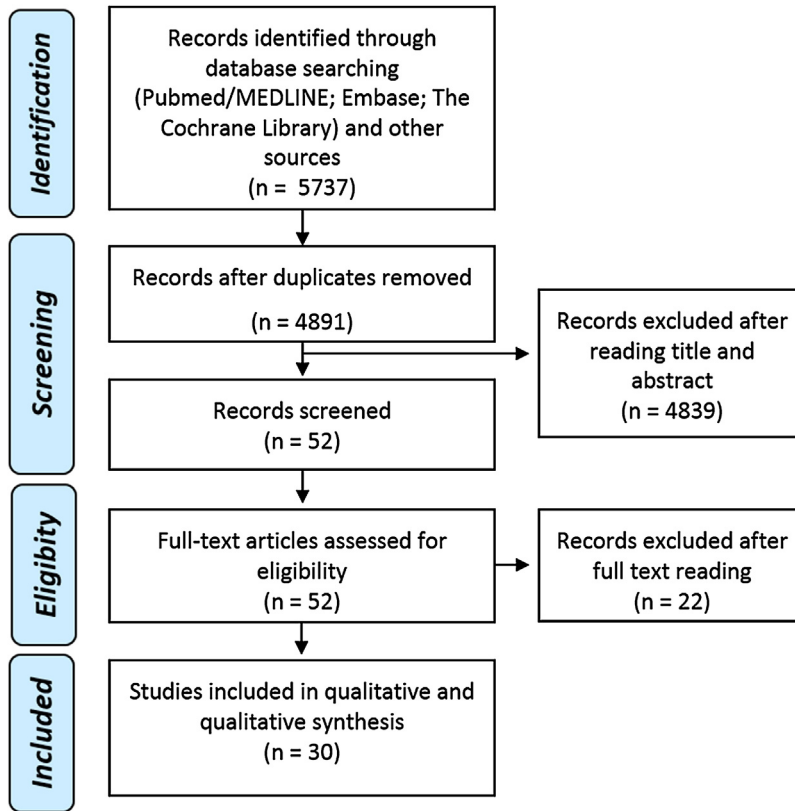 Identification
Records identified through
database searching
(Pubmed/MEDLINE; Embase; The
Cochrane Library) and other
sources
(n = 5737)
Screening
Records after duplicates removed
(n = 4891)
Records excluded after
reading title and
abstract
(n = 4839)
Records screened
(n = 52)
Eligibity
Full-text articles assessed for
eligibility
(n = 52)
Records excluded after
full text reading
(n = 22)
Included
Studies included in qualitative and
qualitative synthesis
(n = 30)